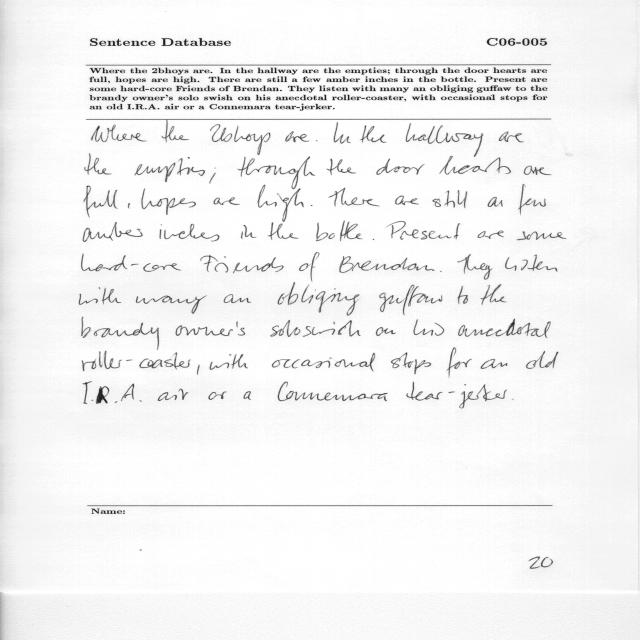 Sentence Database C06-005
Where the 2bhoys are. In the hallway are the empties; through the door hearts are
full, hopes are high. There are still a few amber inches in the bottle. Present are
some hard-core Friends of Brendan. They listen with many an obliging guffaw to the
brandy owner's solo swish on his anecdotal roller-coaster, with occasional stops for
an old I.R.A. air or a Connemara tear-jerker.
Where the 2bhoys are. In the hallway are
the empties; through the door hearts are
full, hopes are high. There are still a few
amber inches in the bottle. Present are some
hard-core Friends of Brendan. They listen
with many an obliging guffaw to the
brandy owner's solo swish on his anecdotal
roller-coaster, with occasional stops for an old
I.R.A. air or a Connemara tear-jerker.
Name:
20